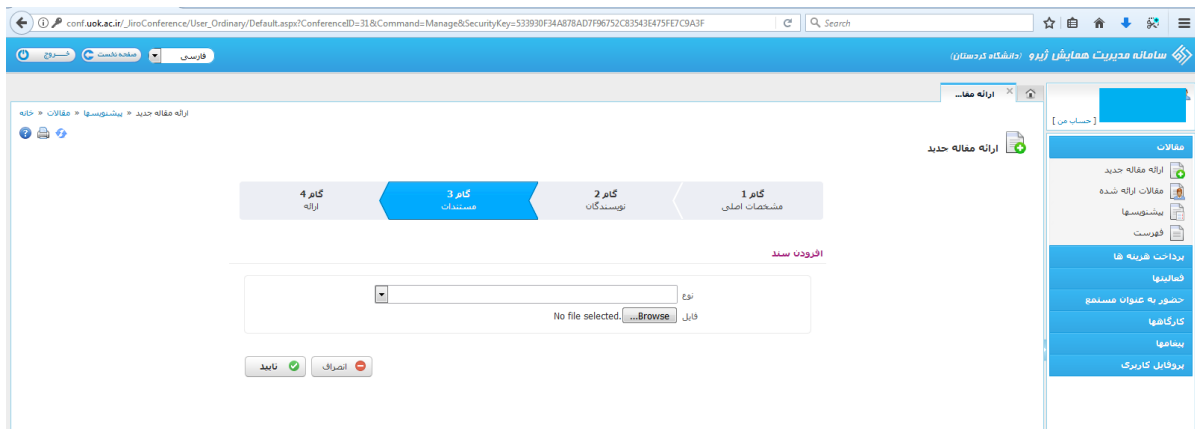 conf.uok.ac.ir/_JiroConference/User_Ordinary/Default.aspx?ConferenceID=31&Command=Manage&SecurityKey=533930F34A878AD7F96752C83543E475FE7C9A3F
Search
سامانه مدیریت همایش ژیرو (دانشگاه کردستان)
فارسی
صفحه نخست
خـــروج
ارائه مقا...
خانه » مقالات » پیشنویسها » ارائه مقاله جدید
[ حساب من ]
ارائه مقاله جدید
مقالات
ارائه مقاله جدید
مقالات ارائه شده
پیشنویسها
فهرست
پرداخت هزینه ها
فعالیتها
حضور به عنوان مستمع
کارگاهها
پیغامها
پروفایل کاربری
گام 1
مشخصات اصلی
گام 2
نویسندگان
گام 3
مستندات
گام 4
ارائه
افزودن سند
نوع
فایل Browse... No file selected.
انصراف
تایید